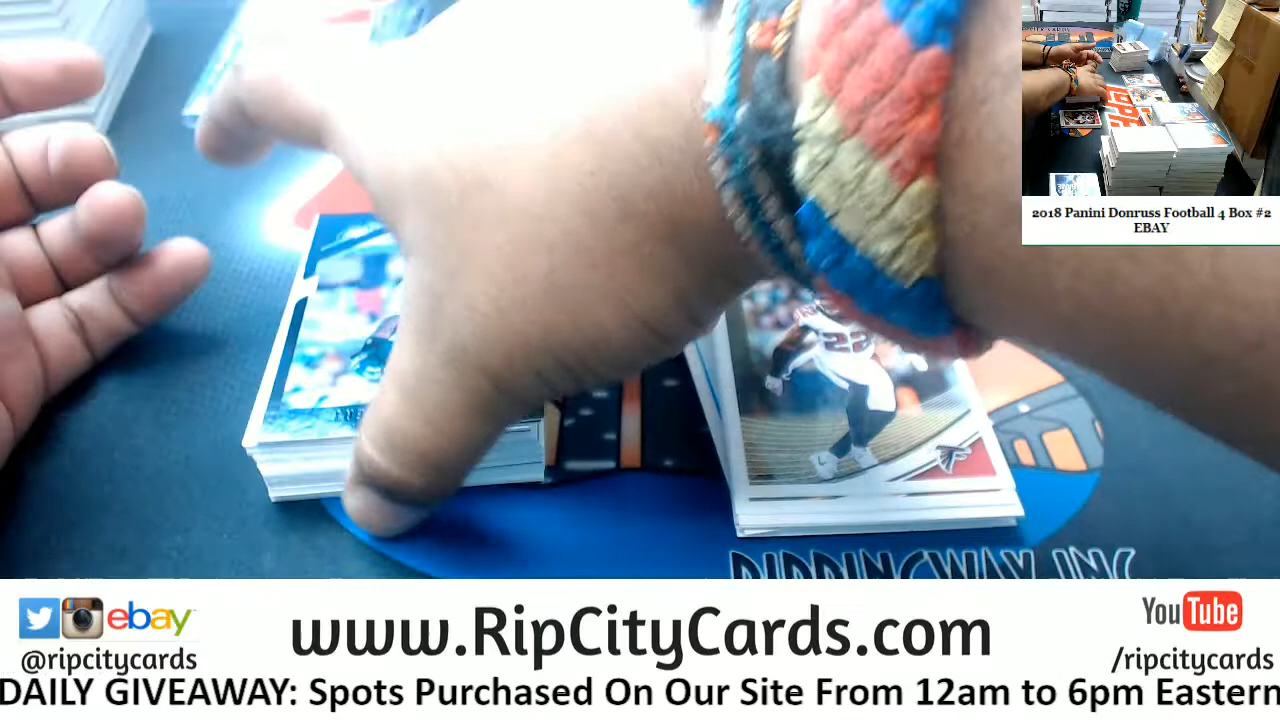 2018 Panini Donruss Football 4 Box #2
EBAY
22
RIPPINGWAY INC
ebay
@ripcitycards
www.RipCityCards.com
You Tube
/ripcitycards
DAILY GIVEAWAY: Spots Purchased On Our Site From 12am to 6pm Eastern